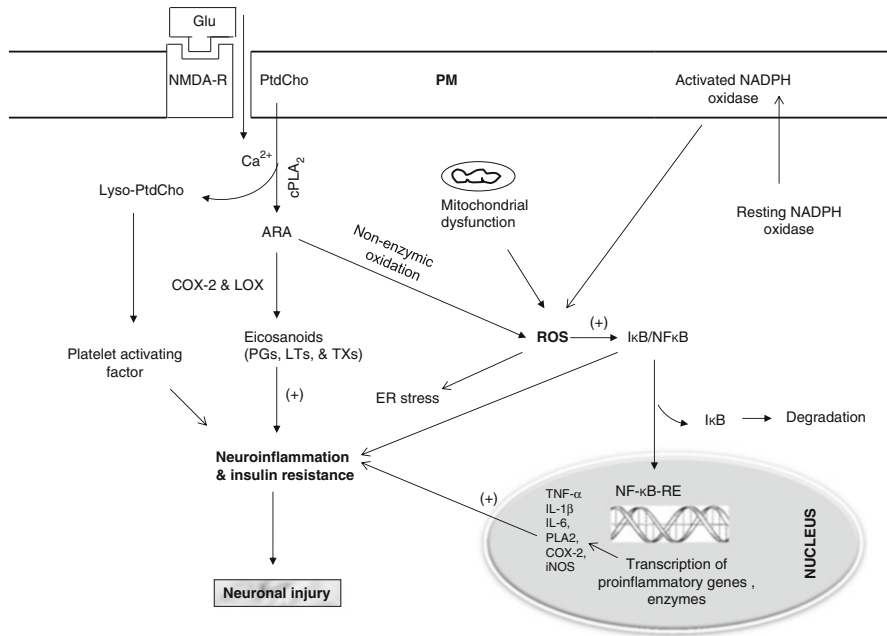 Glu
NMDA-R
PtdCho
PM
Activated NADPH
oxidase
Ca²⁺
cPLA₂
Lyso-PtdCho
Mitochondrial
dysfunction
Resting NADPH
oxidase
ARA
Non-enzymic
oxidation
COX-2 & LOX
Eicosanoids
(PGs, LTs, & TXs)
ROS
(+)
IκB/NFκB
Platelet activating
factor
(+)
ER stress
IκB
Degradation
Neuroinflammation
& insulin resistance
(+)
TNF-α
IL-1β
IL-6,
PLA2,
COX-2,
iNOS
NF-κB-RE
NUCLEUS
Transcription of
proinflammatory genes ,
enzymes
Neuronal injury